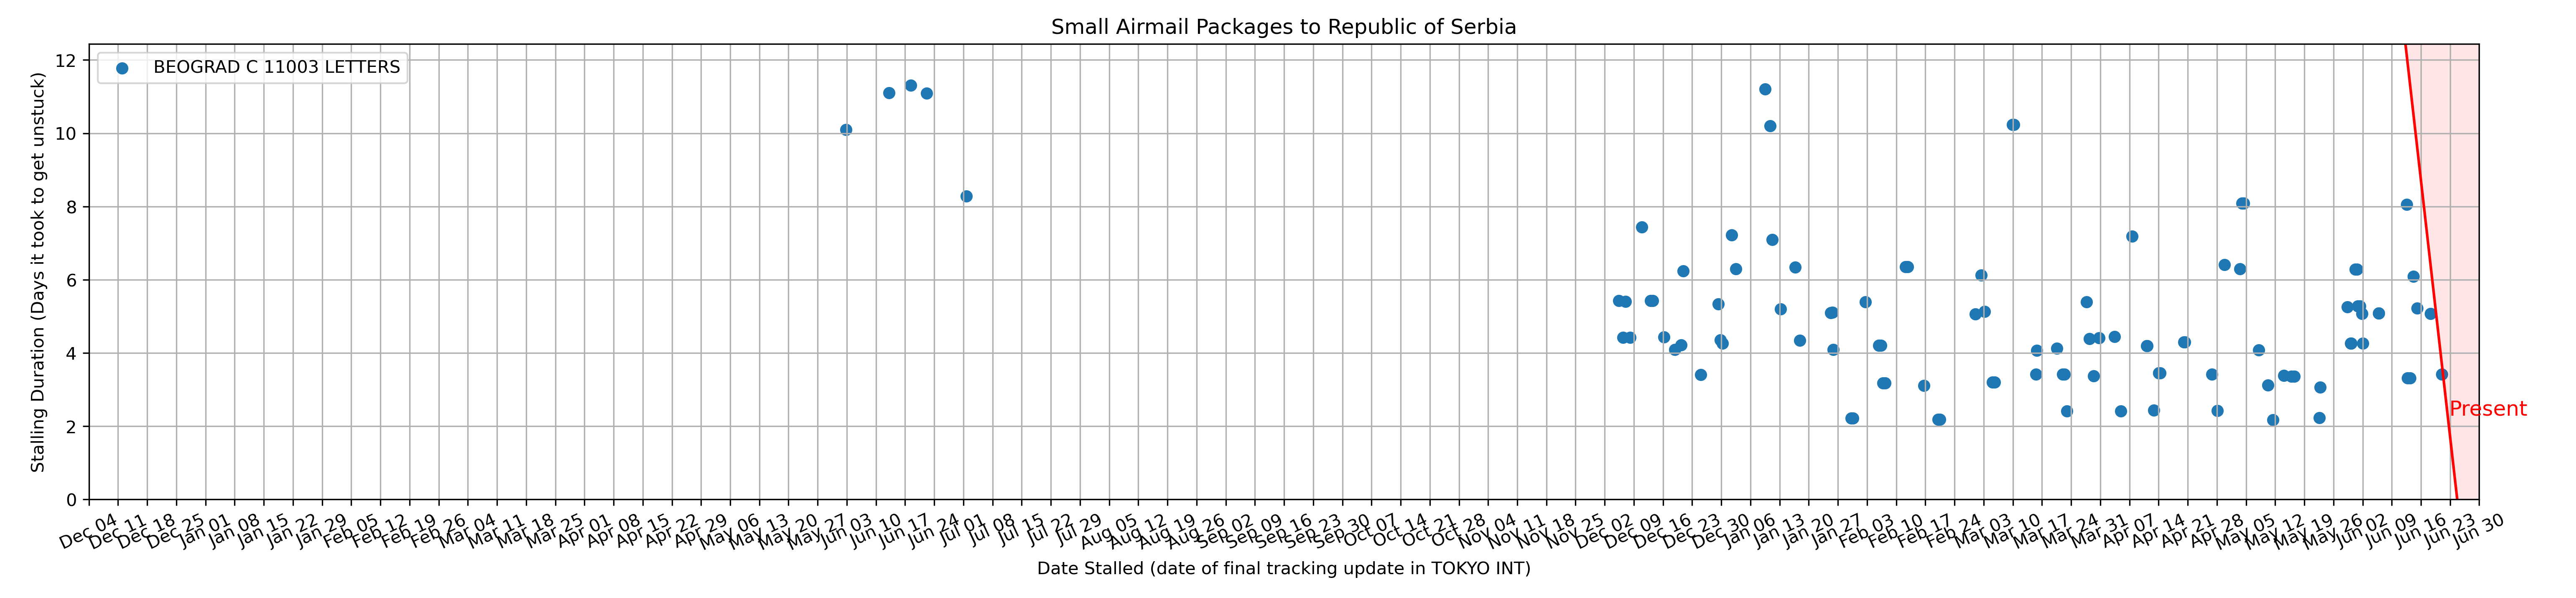 Small Airmail Packages to Republic of Serbia
BEOGRAD C 11003 LETTERS
Stalling Duration (Days it took to get unstuck)
12
10
8
6
4
2
0
Present
Dec 04
Dec 11
Dec 18
Dec 25
Jan 01
Jan 08
Jan 15
Jan 22
Jan 29
Feb 05
Feb 12
Feb 19
Feb 26
Mar 04
Mar 11
Mar 18
Mar 25
Apr 01
Apr 08
Apr 15
Apr 22
Apr 29
May 06
May 13
May 20
May 27
Jun 03
Jun 10
Jun 17
Jun 24
Jul 01
Jul 08
Jul 15
Jul 22
Jul 29
Aug 05
Aug 12
Aug 19
Aug 26
Sep 02
Sep 09
Sep 16
Sep 23
Sep 30
Oct 07
Oct 14
Oct 21
Oct 28
Nov 04
Nov 11
Nov 18
Nov 25
Dec 02
Dec 09
Dec 16
Dec 23
Dec 30
Jan 06
Jan 13
Jan 20
Jan 27
Feb 03
Feb 10
Feb 17
Feb 24
Mar 03
Mar 10
Mar 17
Mar 24
Mar 31
Apr 07
Apr 14
Apr 21
Apr 28
May 05
May 12
May 19
May 26
Jun 02
Jun 09
Jun 16
Jun 23
Jun 30
Date Stalled (date of final tracking update in TOKYO INT)